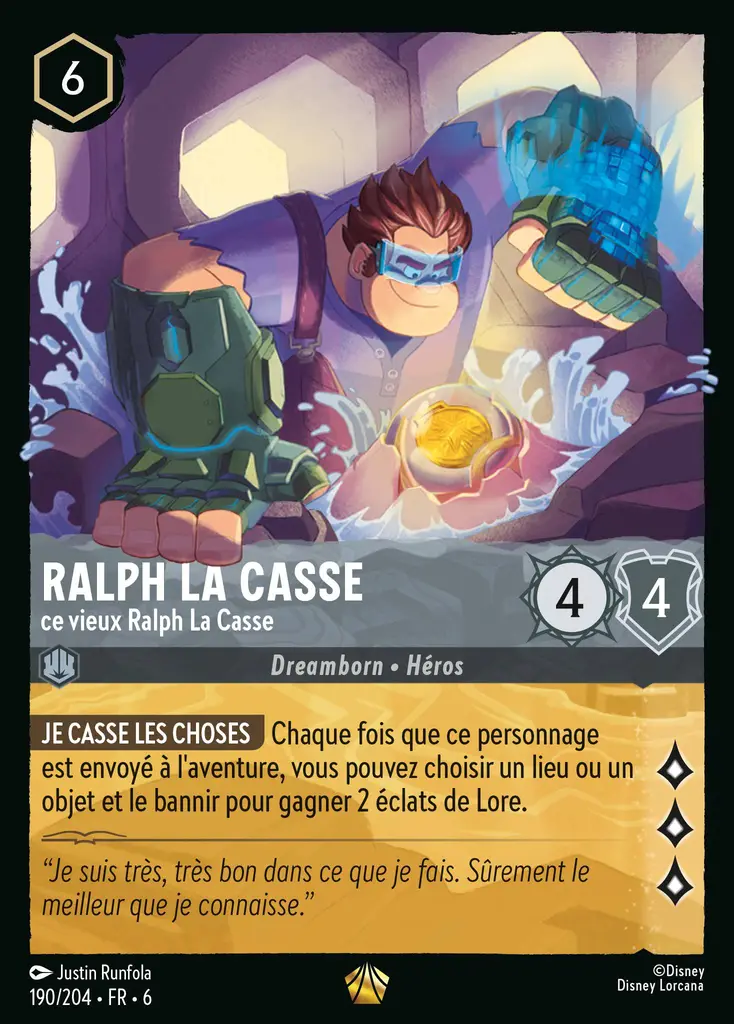 6
RALPH LA CASSE
ce vieux Ralph La Casse
4
4
Dreamborn • Héros
JE CASSE LES CHOSES Chaque fois que ce personnage
est envoyé à l'aventure, vous pouvez choisir un lieu ou un
objet et le bannir pour gagner 2 éclats de Lore.
“Je suis très, très bon dans ce que je fais. Sûrement le
meilleur que je connaisse.”
Justin Runfola
190/204 • FR • 6
©Disney
Disney Lorcana